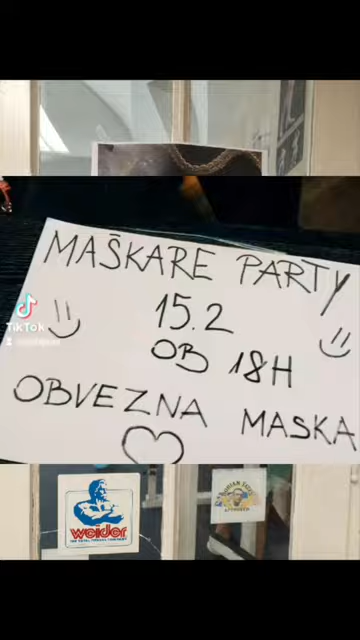 MAŠKARE PARTY
15.2
OB 18H
OBVEZNA MASKA
TikTok
weider